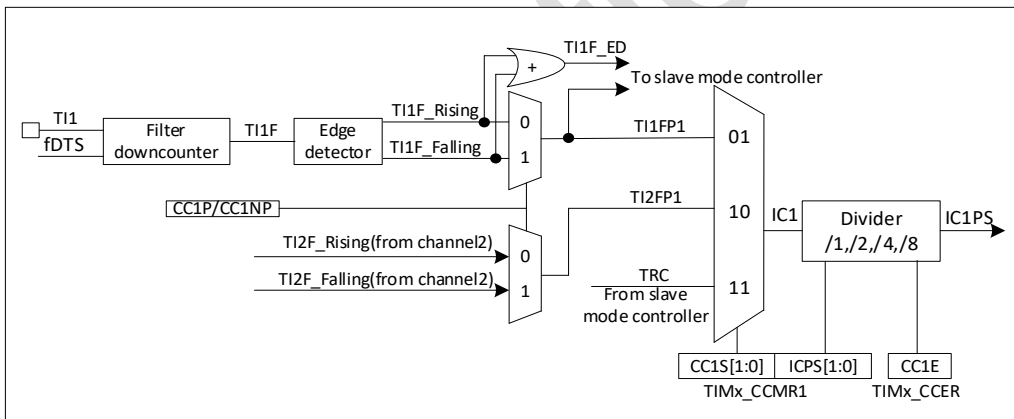 TI1F_ED
+
To slave mode controller
TI1
fDTS
Filter
downcounter
TI1F
Edge
detector
TI1F_Rising
TI1F_Falling
0
1
TI1FP1
01
CC1P/CC1NP
TI2FP1
10
IC1
Divider
/1,/2,/4,/8
IC1PS
TI2F_Rising(from channel2)
TI2F_Falling(from channel2)
0
1
TRC
From slave
mode controller
11
CC1S[1:0]
ICPS[1:0]
CC1E
TIMx_CCMR1
TIMx_CCER